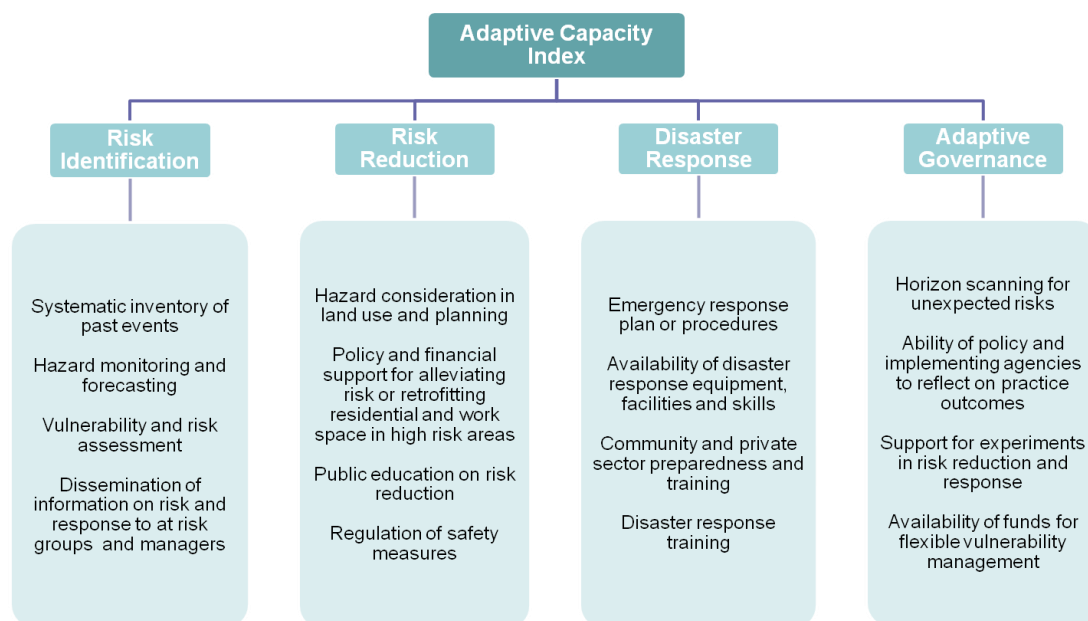 Adaptive Capacity
Index
Risk
Identification
Risk
Reduction
Disaster
Response
Adaptive
Governance
Systematic inventory of
past events
Hazard monitoring and
forecasting
Vulnerability and risk
assessment
Dissemination of
information on risk and
response to at risk
groups and managers
Hazard consideration in
land use and planning
Policy and financial
support for alleviating
risk or retrofitting
residential and work
space in high risk areas
Public education on risk
reduction
Regulation of safety
measures
Emergency response
plan or procedures
Availability of disaster
response equipment,
facilities and skills
Community and private
sector preparedness and
training
Disaster response
training
Horizon scanning for
unexpected risks
Ability of policy and
implementing agencies
to reflect on practice
outcomes
Support for experiments
in risk reduction and
response
Availability of funds for
flexible vulnerability
management